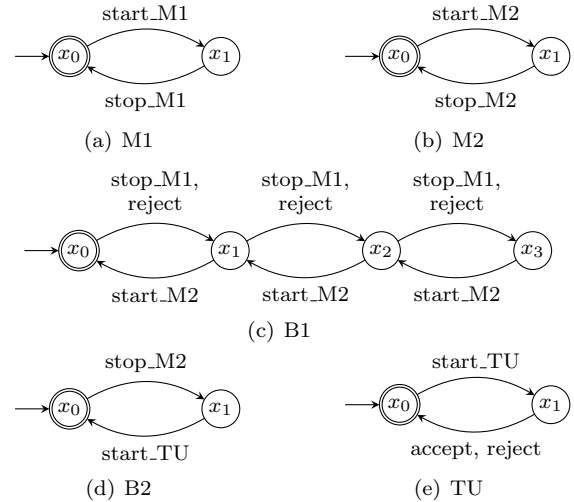 start_M1
x0
x1
stop_M1
(a) M1
start_M2
x0
x1
stop_M2
(b) M2
stop_M1,
reject
stop_M1,
reject
stop_M1,
reject
x0
x1
x2
x3
start_M2
start_M2
start_M2
(c) B1
stop_M2
x0
x1
start_TU
(d) B2
start_TU
x0
x1
accept, reject
(e) TU